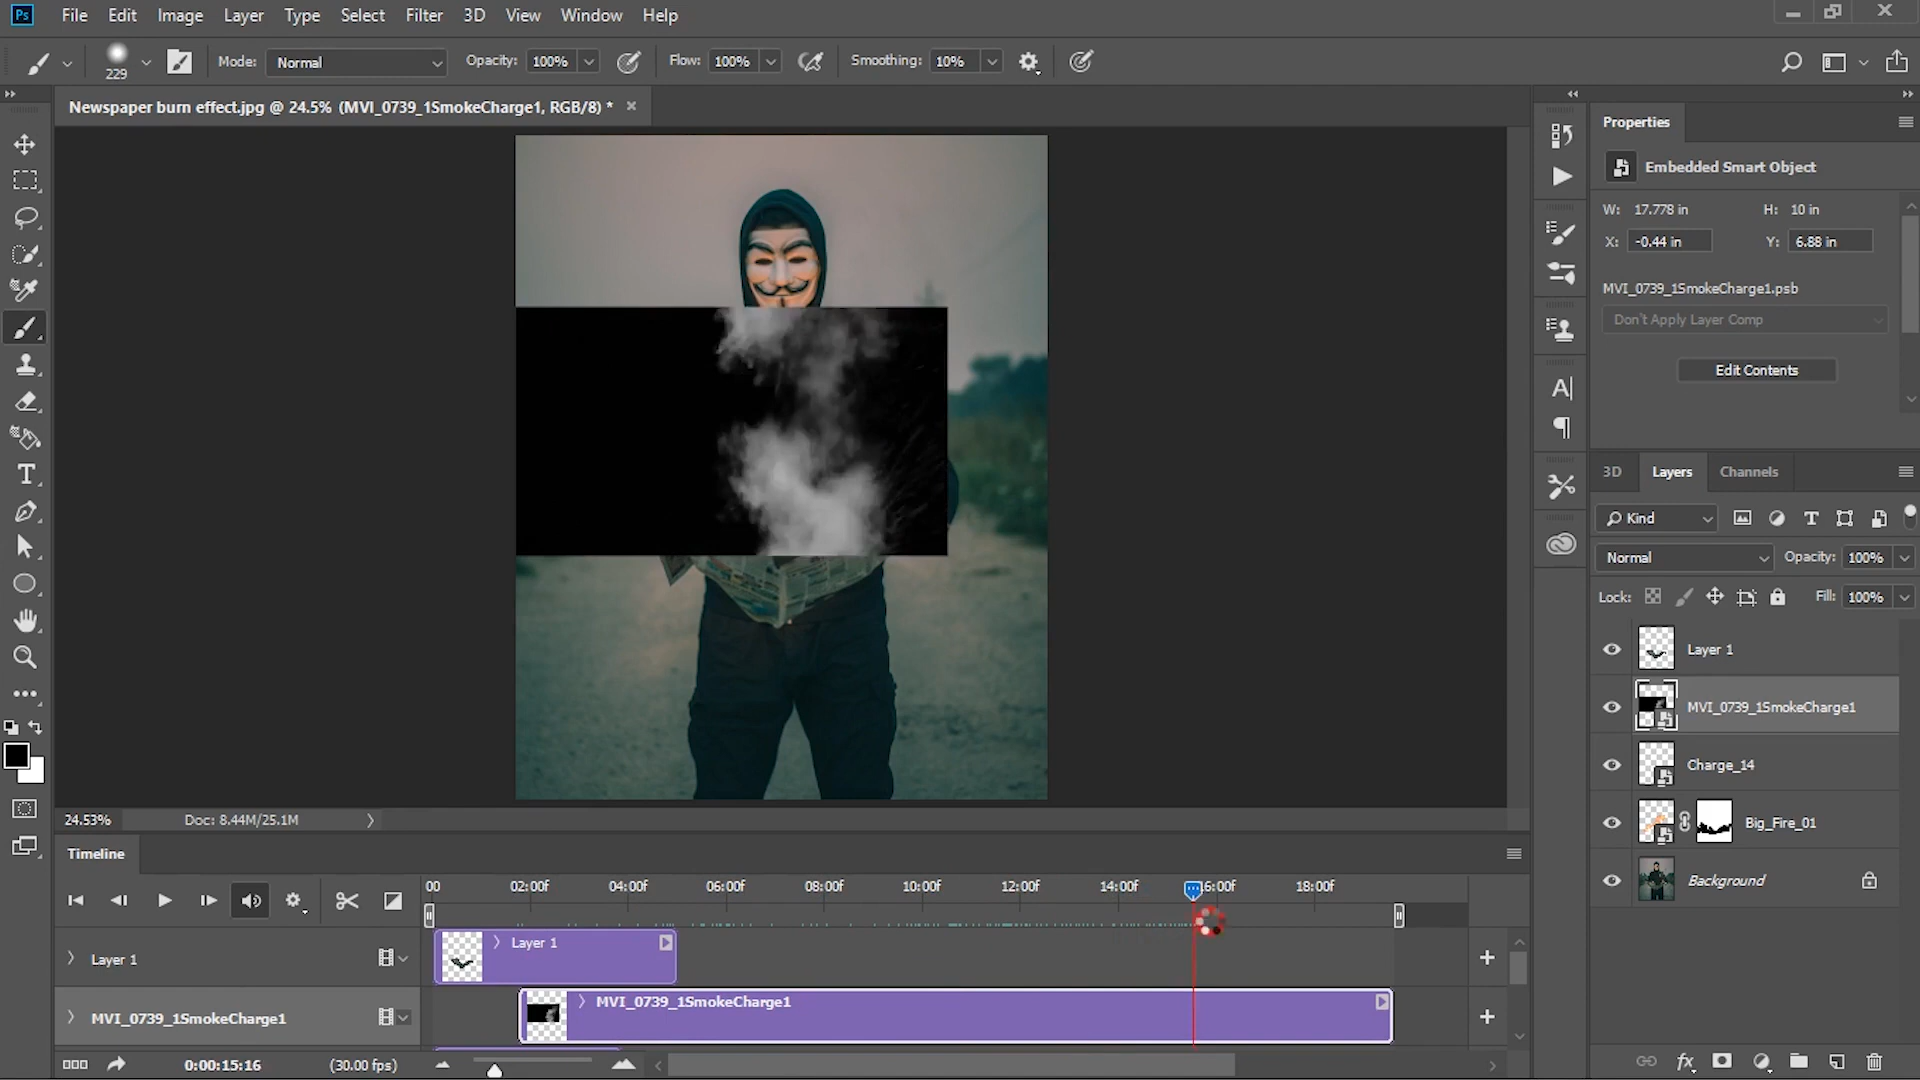 Ps File Edit Image Layer Type Select Filter 3D View Window Help
229 Mode: Normal Opacity: 100% Flow: 100% Smoothing: 10%
Newspaper burn effect.jpg @ 24.5% (MVI_0739_1SmokeCharge1, RGB/8) *
Properties
Embedded Smart Object
W: 17.778 in H: 10 in
X: -0.44 in Y: 6.88 in
MVI_0739_1SmokeCharge1.psb
Don't Apply Layer Comp
Edit Contents
3D Layers Channels
Kind
Normal Opacity: 100%
Lock: Fill: 100%
Layer 1
MVI_0739_1SmokeCharge1
Charge_14
Big_Fire_01
Background
24.53% Doc: 8.44M/25.1M
Timeline
00 02:00f 04:00f 06:00f 08:00f 10:00f 12:00f 14:00f 16:00f 18:00f
Layer 1 Layer 1
MVI_0739_1SmokeCharge1 MVI_0739_1SmokeCharge1
0:00:15:16 (30.00 fps)